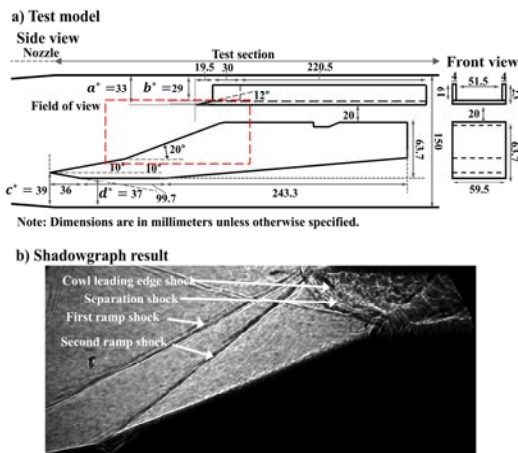 a) Test model
Side view
Nozzle
Test section
Front view
19.5 30 220.5
a* = 33 b* = 29
12°
Field of view
20
20°
10° 10°
63.7
150
c* = 39 36 d* = 37 99.7 243.3
4 51.5 4
19
20
63.7
59.5
Note: Dimensions are in millimeters unless otherwise specified.
b) Shadowgraph result
Cowl leading edge shock
Separation shock
First ramp shock
Second ramp shock